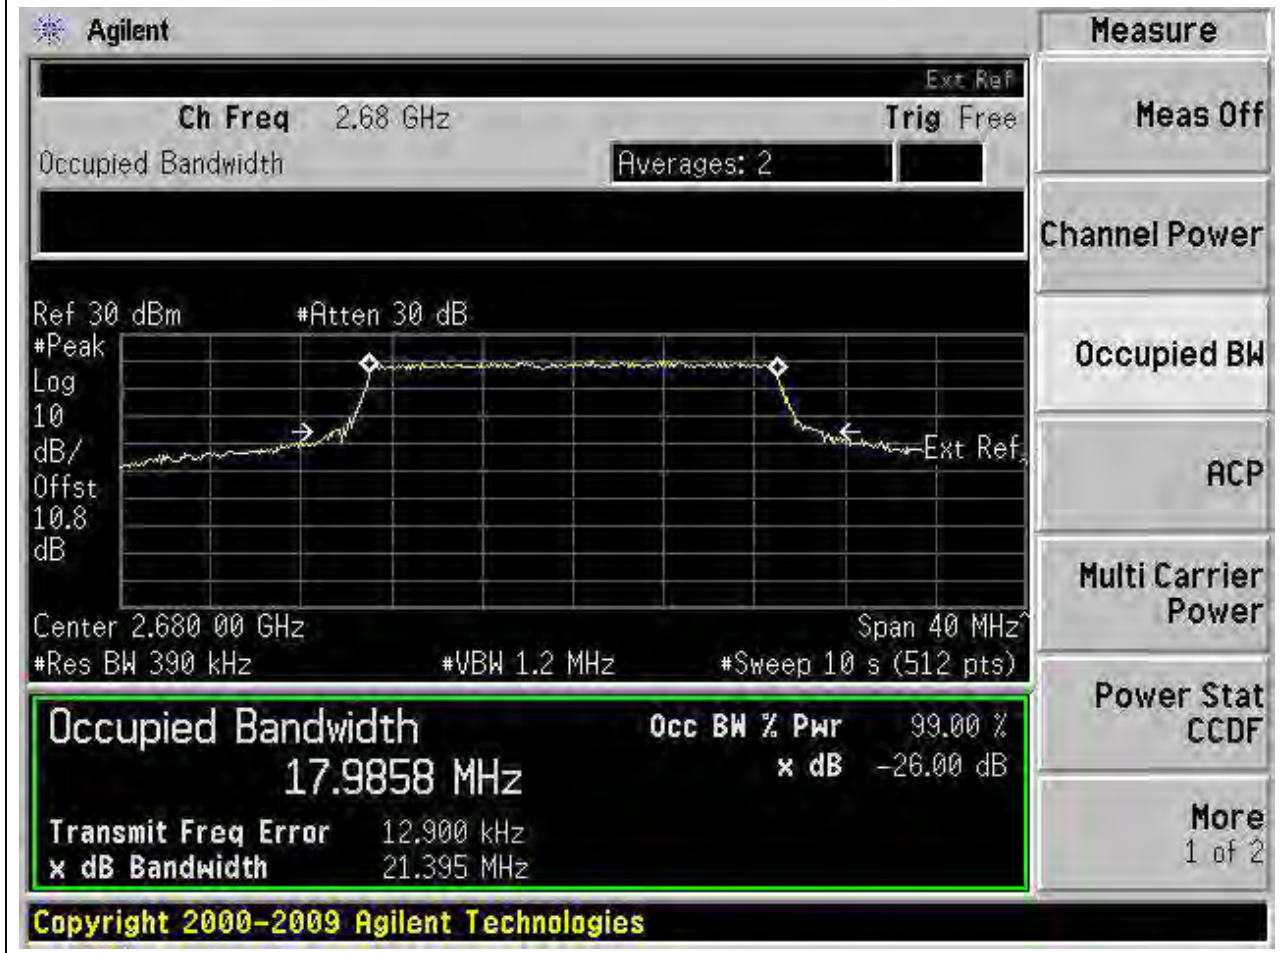 Agilent
Measure
Ext Ref
Ch Freq 2.68 GHz Trig Free
Occupied Bandwidth Averages: 2
Ref 30 dBm #Atten 30 dB
#Peak
Log
10
dB/
Offst
10.8
dB
Ext Ref
Center 2.680 00 GHz Span 40 MHz
#Res BW 390 kHz #VBW 1.2 MHz #Sweep 10 s (512 pts)
Occupied Bandwidth Occ BW % Pwr 99.00 %
17.9858 MHz x dB -26.00 dB
Transmit Freq Error 12.900 kHz
x dB Bandwidth 21.395 MHz
Copyright 2000-2009 Agilent Technologies
Meas Off
Channel Power
Occupied BW
ACP
Multi Carrier
Power
Power Stat
CCDF
More
1 of 2